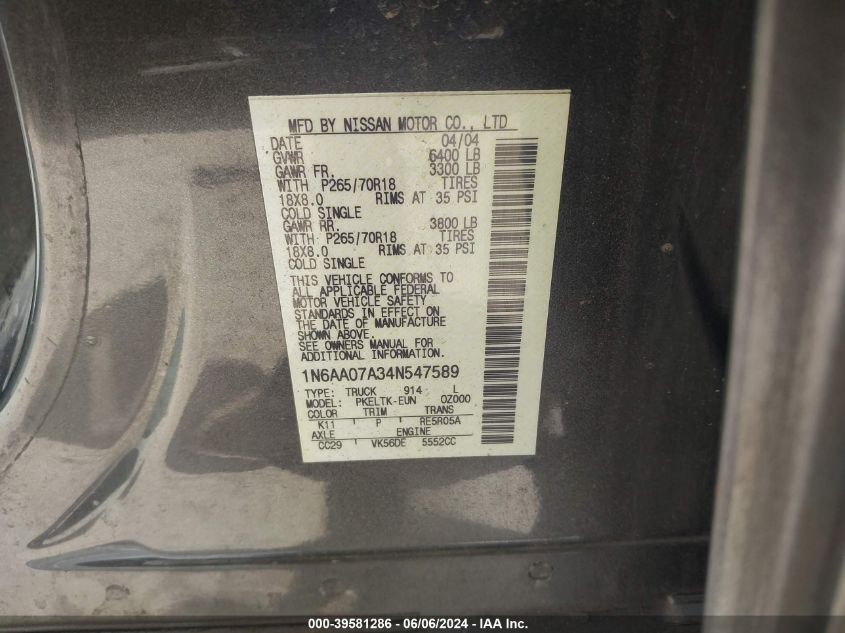 MFD BY NISSAN MOTOR CO., LTD
DATE 04/04
GVWR 6400 LB
GAWR FR. 3300 LB
WITH P265/70R18 TIRES
18X8.0 RIMS AT 35 PSI
COLD SINGLE
GAWR RR. 3800 LB
WITH P265/70R18 TIRES
18X8.0 RIMS AT 35 PSI
COLD SINGLE
THIS VEHICLE CONFORMS TO
ALL APPLICABLE FEDERAL
MOTOR VEHICLE SAFETY
STANDARDS IN EFFECT ON
THE DATE OF MANUFACTURE
SHOWN ABOVE.
SEE OWNERS MANUAL FOR
ADDITIONAL INFORMATION.
1N6AA07A34N547589
TYPE: TRUCK 914 L
MODEL: PKELTK-EUN 0Z000
COLOR TRIM TRANS
K11 P RE5R05A
AXLE ENGINE
CC29 VK56DE 5552CC
000-39581286 - 06/06/2024 - IAA Inc.